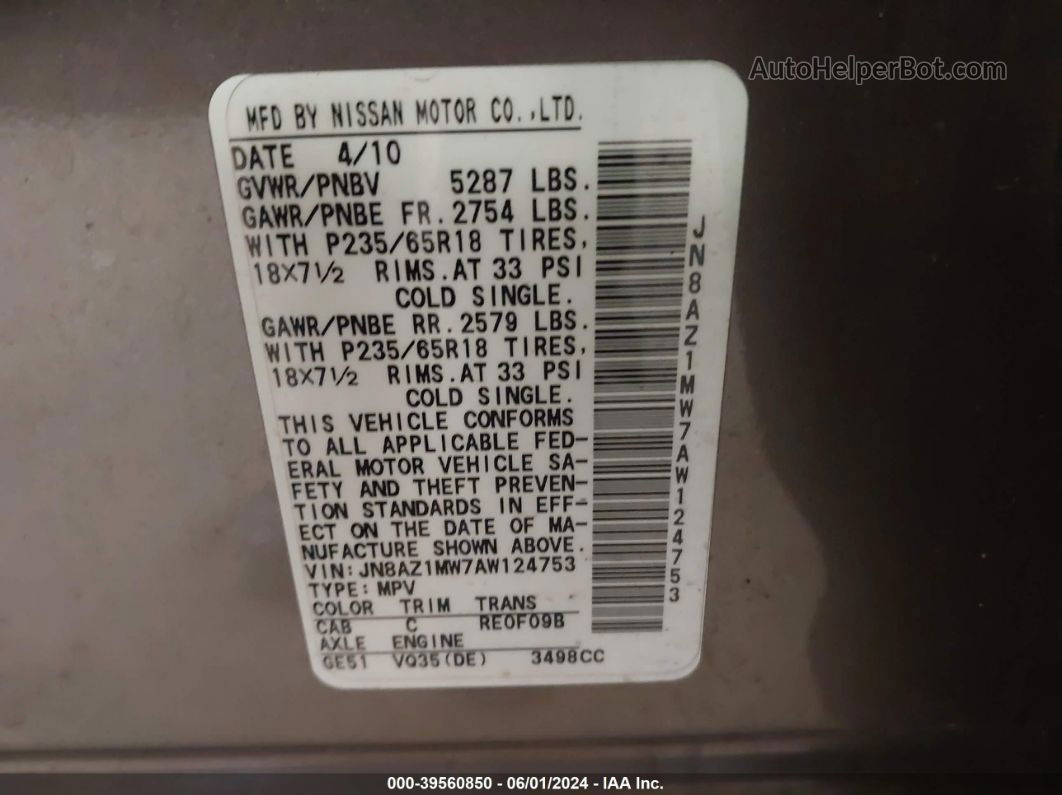 AutoHelperBot.com
MFD BY NISSAN MOTOR CO.,LTD.
DATE 4/10
GVWR/PNBV 5287 LBS.
GAWR/PNBE FR.2754 LBS.
WITH P235/65R18 TIRES,
18X7½ RIMS.AT 33 PSI
COLD SINGLE.
GAWR/PNBE RR.2579 LBS.
WITH P235/65R18 TIRES,
18X7½ RIMS.AT 33 PSI
COLD SINGLE.
THIS VEHICLE CONFORMS
TO ALL APPLICABLE FED-
ERAL MOTOR VEHICLE SA-
FETY AND THEFT PREVEN-
TION STANDARDS IN EFF-
ECT ON THE DATE OF MA-
NUFACTURE SHOWN ABOVE.
VIN:JN8AZ1MW7AW124753
TYPE:MPV
COLOR TRIM TRANS
CAB C RE0F09B
AXLE ENGINE
GE51 VQ35(DE) 3498CC
JN8AZ1MW7AW124753
000-39560850 - 06/01/2024 - IAA Inc.